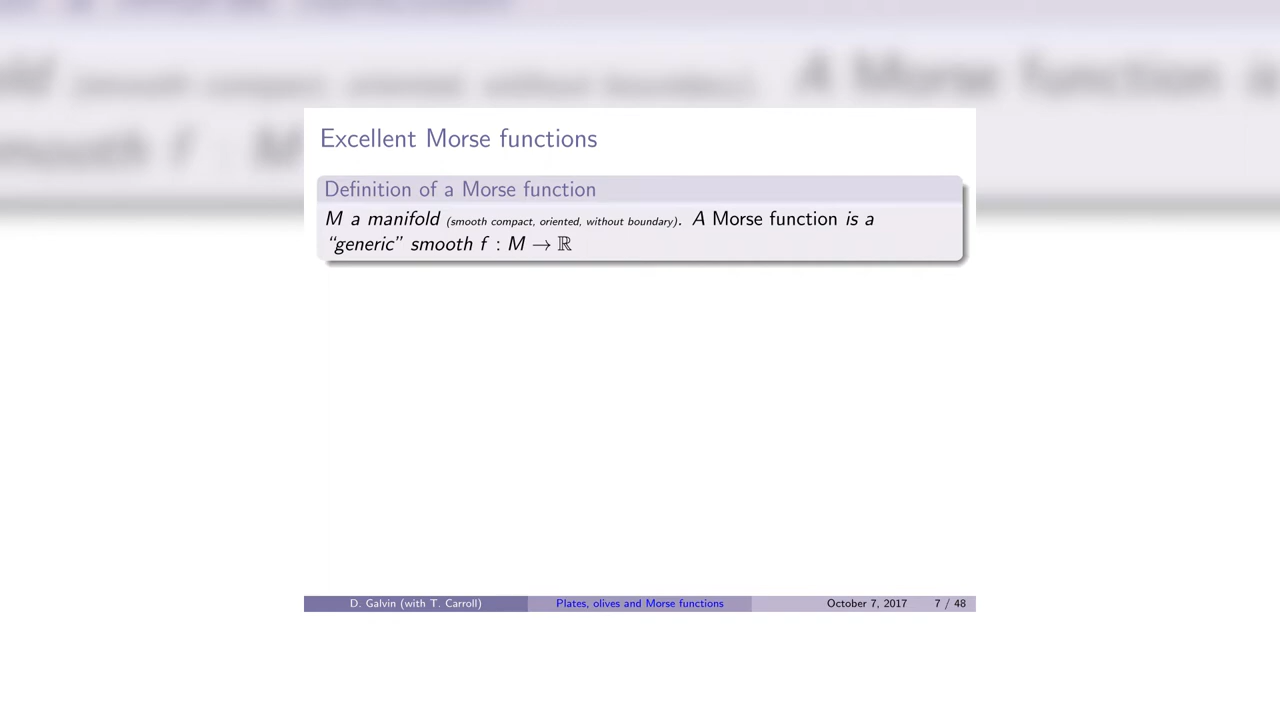 Excellent Morse functions
Definition of a Morse function
M a manifold (smooth compact, oriented, without boundary). A Morse function is a
“generic” smooth f : M → ℝ
D. Galvin (with T. Carroll) Plates, olives and Morse functions October 7, 2017 7 / 48